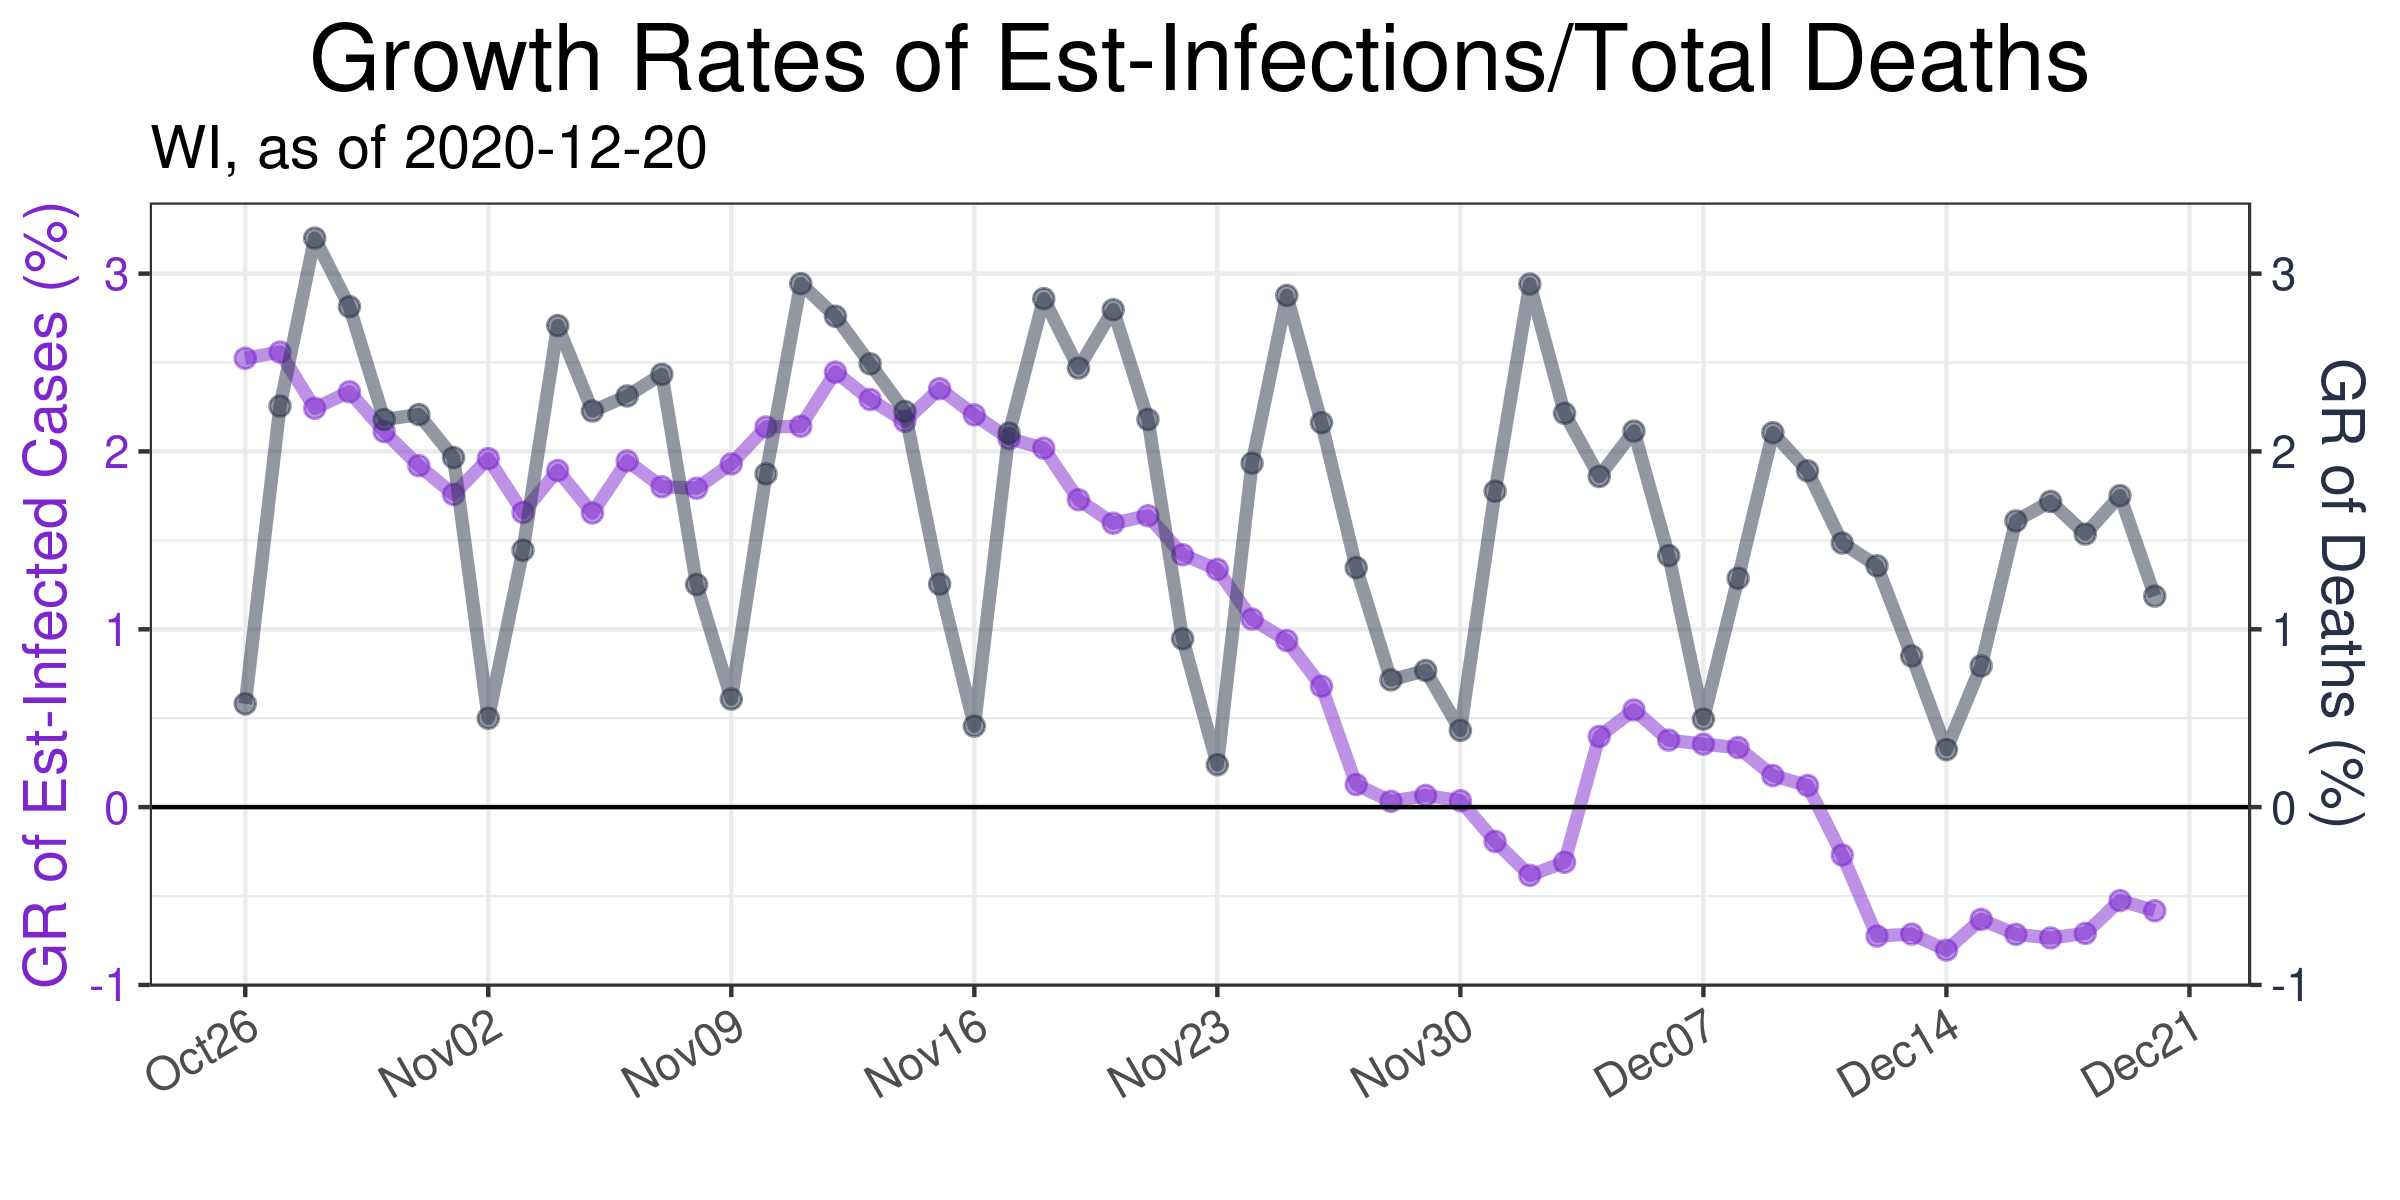 Growth Rates of Est-Infections/Total Deaths
WI, as of 2020-12-20
GR of Est-Infected Cases (%)
3
2
1
0
-1
3
2
1
0
-1
GR of Deaths (%)
Oct26
Nov02
Nov09
Nov16
Nov23
Nov30
Dec07
Dec14
Dec21